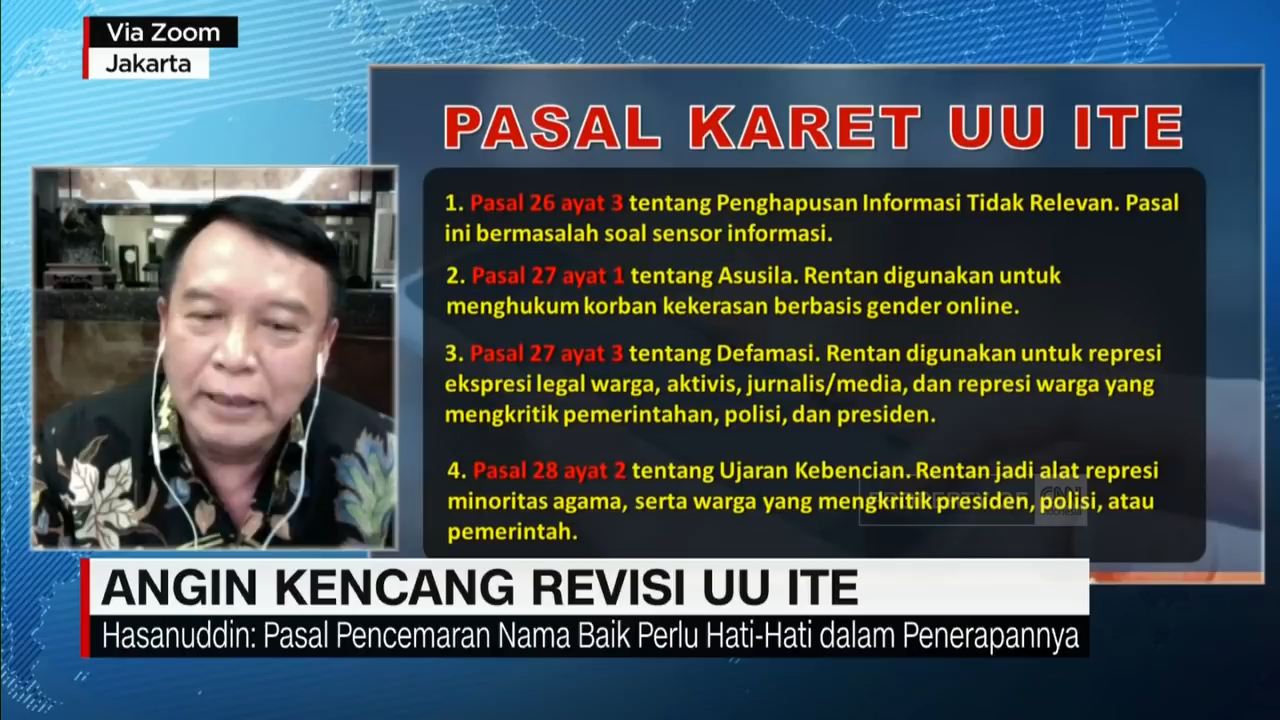 Via Zoom
Jakarta
PASAL KARET UU ITE
1. Pasal 26 ayat 3 tentang Penghapusan Informasi Tidak Relevan. Pasal
ini bermasalah soal sensor informasi.
2. Pasal 27 ayat 1 tentang Asusila. Rentan digunakan untuk
menghukum korban kekerasan berbasis gender online.
3. Pasal 27 ayat 3 tentang Defamasi. Rentan digunakan untuk represi
ekspresi legal warga, aktivis, jurnalis/media, dan represi warga yang
mengkritik pemerintahan, polisi, dan presiden.
4. Pasal 28 ayat 2 tentang Ujaran Kebencian. Rentan jadi alat represi
minoritas agama, serta warga yang mengkritik presiden, polisi, atau
pemerintah.
CNN
ANGIN KENCANG REVISI UU ITE
Hasanuddin: Pasal Pencemaran Nama Baik Perlu Hati-Hati dalam Penerapannya